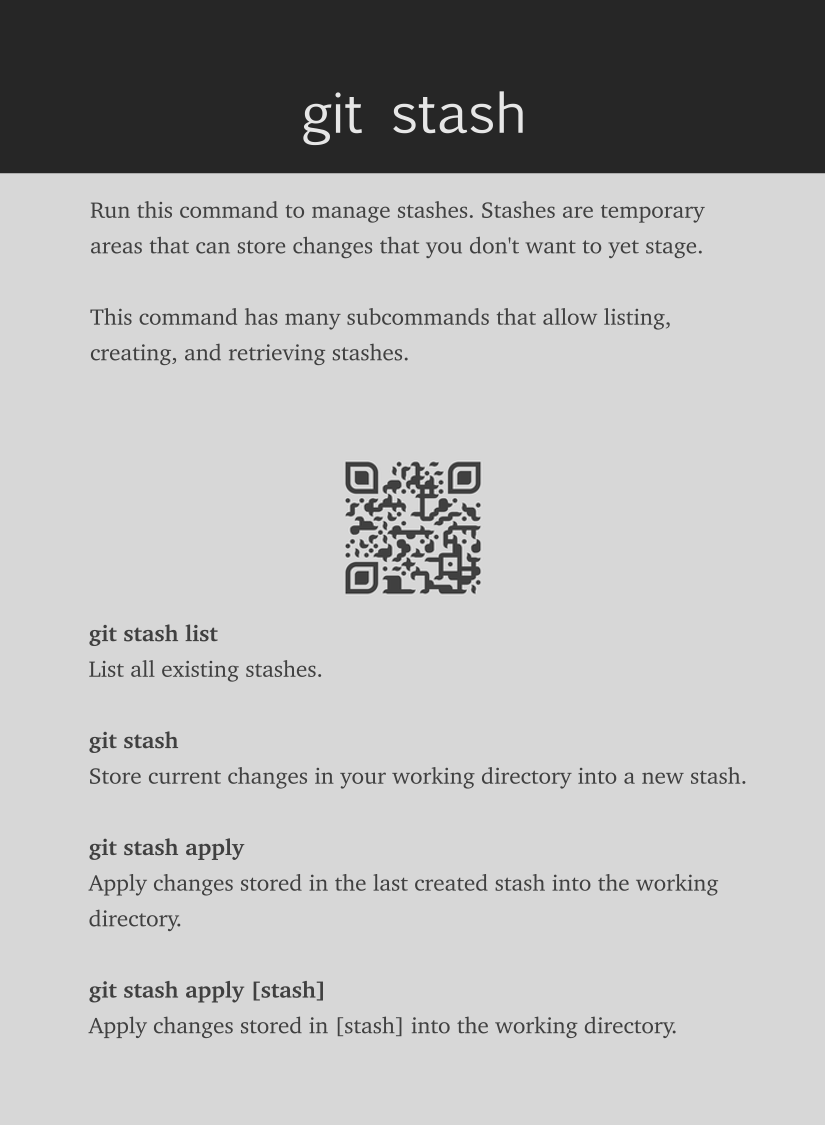 git stash
Run this command to manage stashes. Stashes are temporary
areas that can store changes that you don't want to yet stage.
This command has many subcommands that allow listing,
creating, and retrieving stashes.
git stash list
List all existing stashes.
git stash
Store current changes in your working directory into a new stash.
git stash apply
Apply changes stored in the last created stash into the working
directory.
git stash apply [stash]
Apply changes stored in [stash] into the working directory.